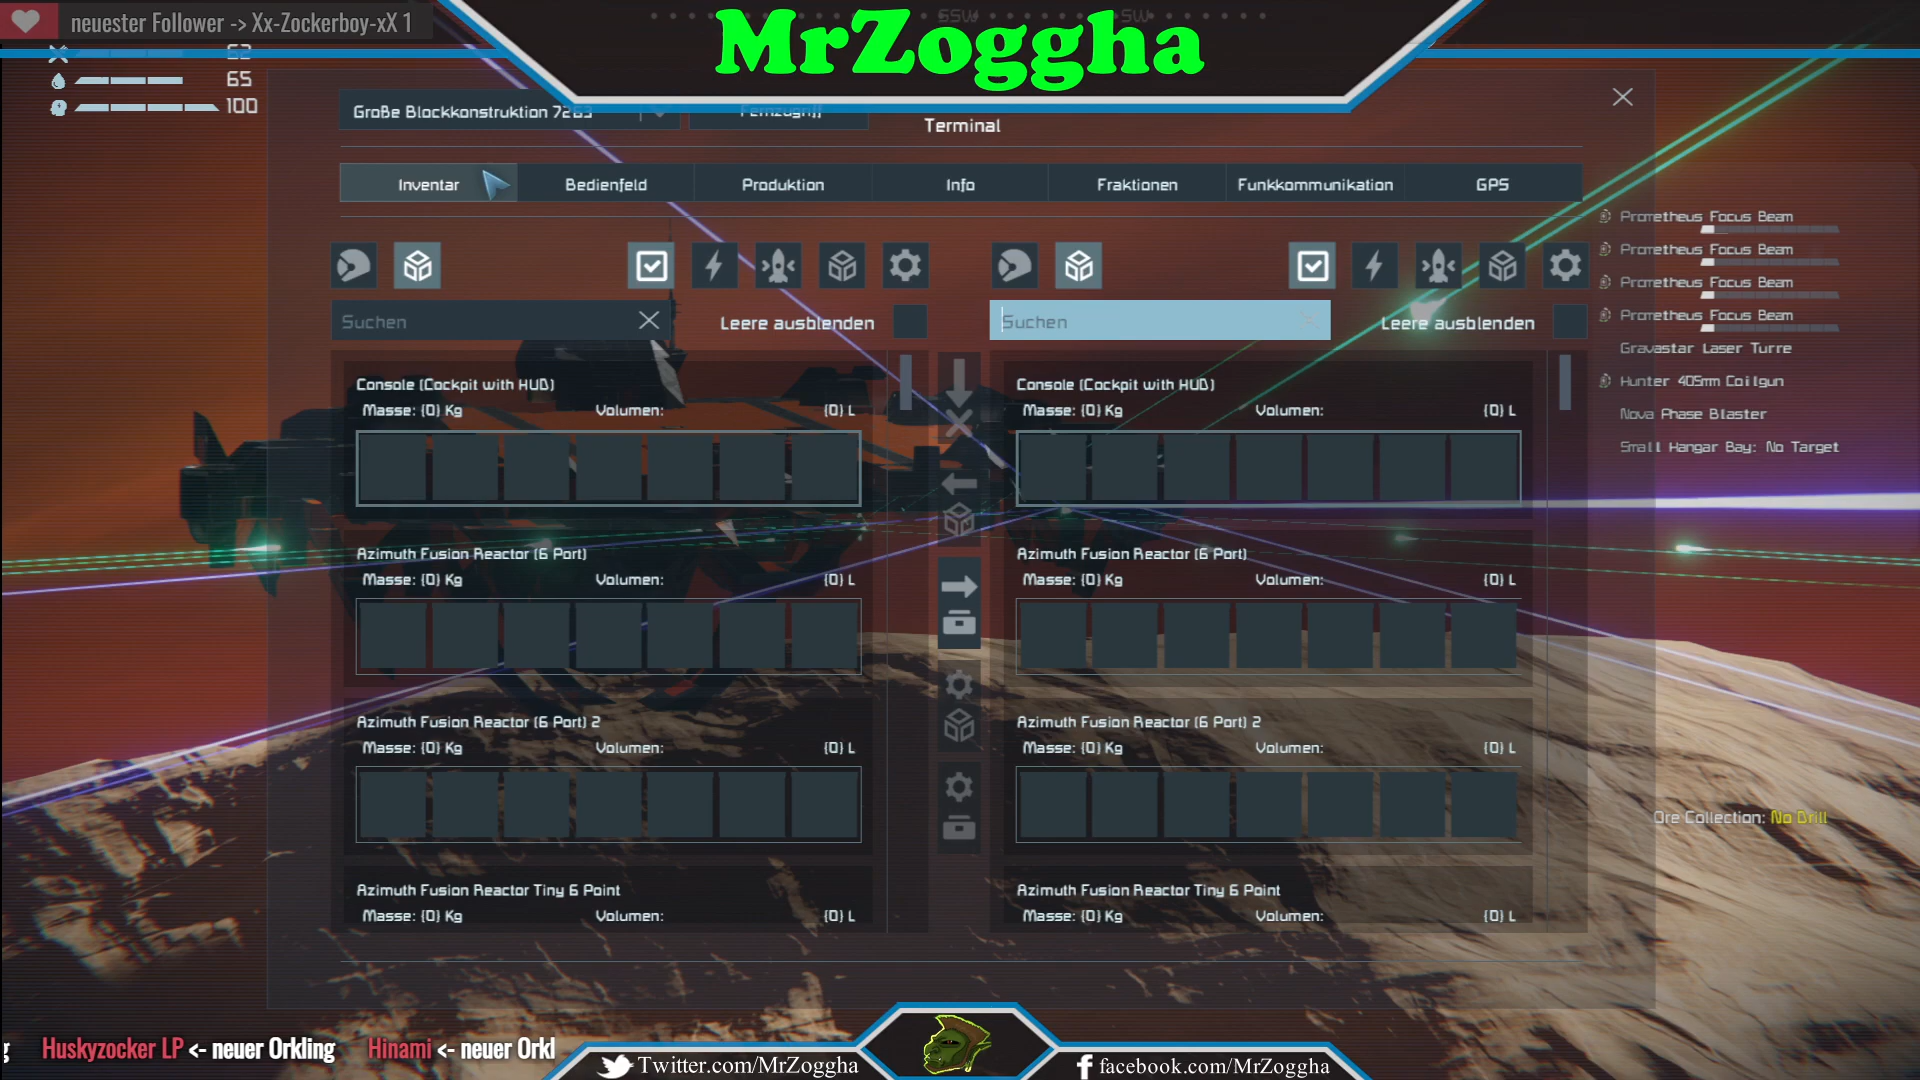 neuester Follower -> Xx-Zockerboy-xX 1
SSW
SW
MrZoggha
63
65
100
Große Blockkonstruktion 7263
Fernzugriff
Terminal
Inventar
Bedienfeld
Produktion
Info
Fraktionen
Funkkommunikation
GPS
Suchen
Leere ausblenden
Suchen
Leere ausblenden
Console (Cockpit with HUD)
Masse: {0} Kg
Volumen:
{0} L
Azimuth Fusion Reactor (6 Port)
Masse: {0} Kg
Volumen:
{0} L
Azimuth Fusion Reactor (6 Port) 2
Masse: {0} Kg
Volumen:
{0} L
Azimuth Fusion Reactor Tiny 6 Point
Masse: {0} Kg
Volumen:
{0} L
Console (Cockpit with HUD)
Masse: {0} Kg
Volumen:
{0} L
Azimuth Fusion Reactor (6 Port)
Masse: {0} Kg
Volumen:
{0} L
Azimuth Fusion Reactor (6 Port) 2
Masse: {0} Kg
Volumen:
{0} L
Azimuth Fusion Reactor Tiny 6 Point
Masse: {0} Kg
Volumen:
{0} L
Prometheus Focus Beam
Prometheus Focus Beam
Prometheus Focus Beam
Prometheus Focus Beam
Gravastar Laser Turre
Hunter 405mm Coilgun
Nova Phase Blaster
Small Hangar Bay: No Target
Ore Collection: No Drill
g Huskyzocker LP <- neuer Orkling Hinami <- neuer Orkl
Twitter.com/MrZoggha
facebook.com/MrZoggha